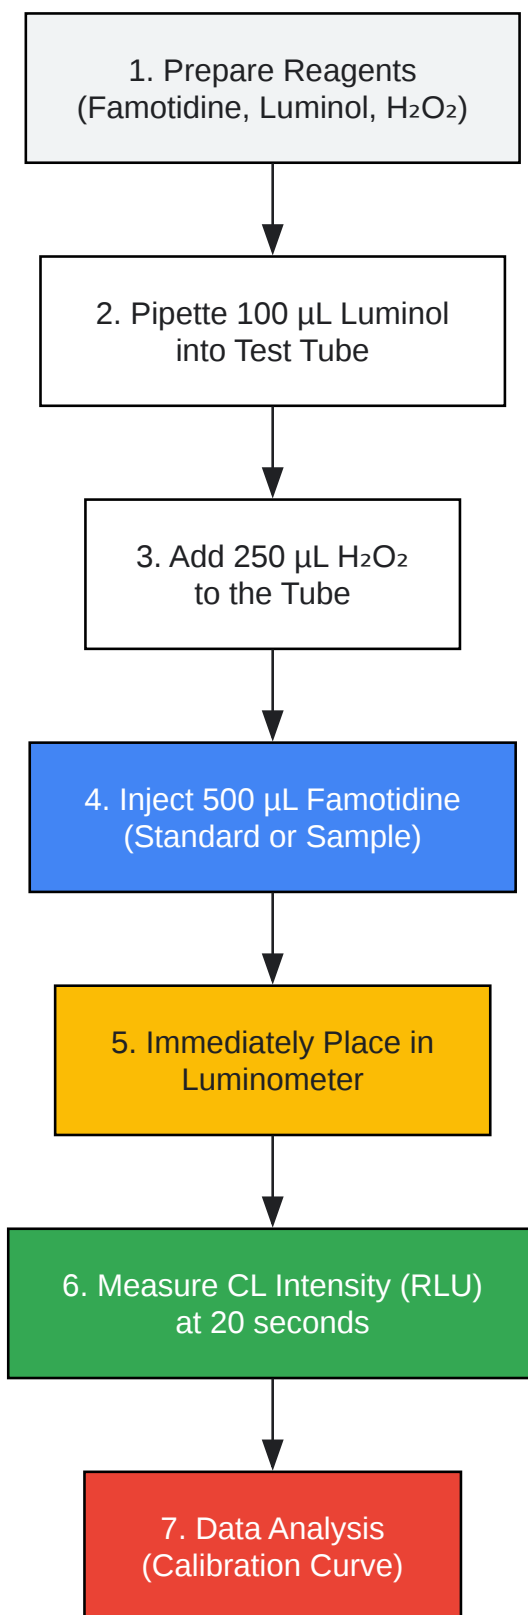 1. Prepare Reagents
(Famotidine, Luminol, H₂O₂)
2. Pipette 100 µL Luminol
into Test Tube
3. Add 250 µL H₂O₂
to the Tube
4. Inject 500 µL Famotidine
(Standard or Sample)
5. Immediately Place in
Luminometer
6. Measure CL Intensity (RLU)
at 20 seconds
7. Data Analysis
(Calibration Curve)